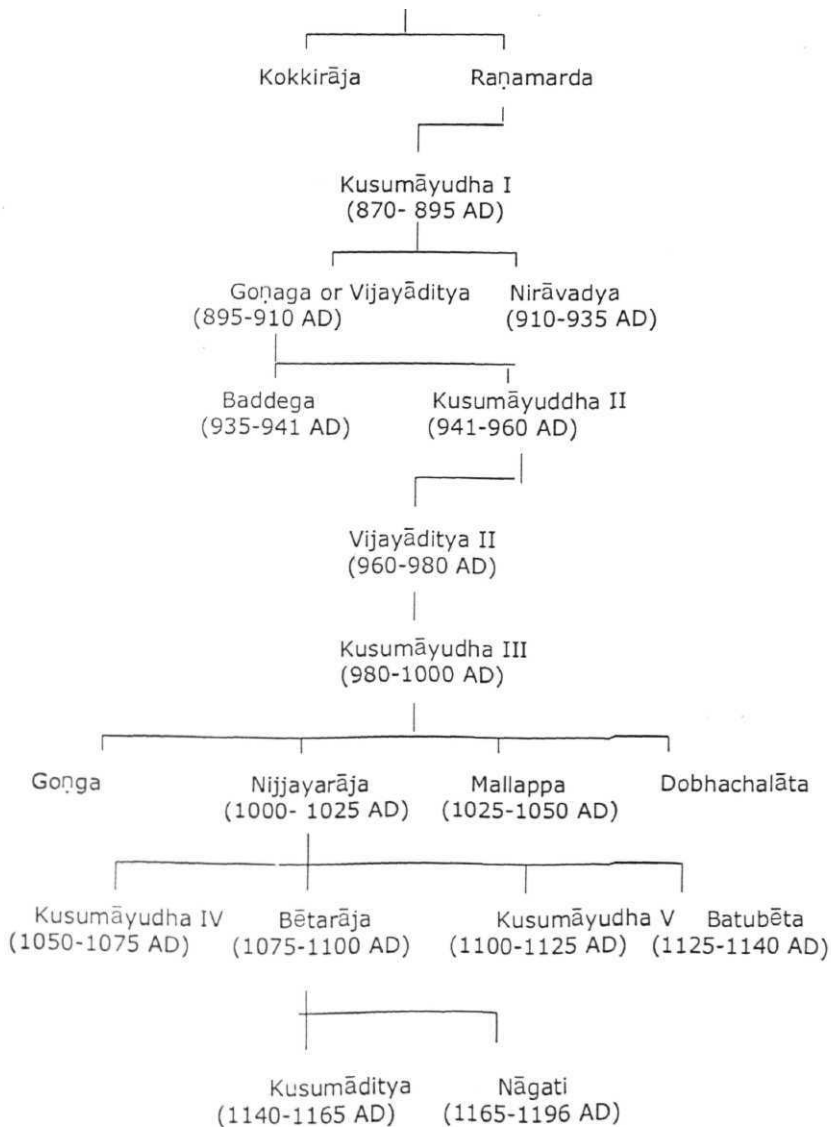 Kokkirāja Raṇamarda
Kusumāyudha I
(870- 895 AD)
Goṇaga or Vijayāditya Nirāvadya
(895-910 AD) (910-935 AD)
Baddega Kusumāyuddha II
(935-941 AD) (941-960 AD)
Vijayāditya II
(960-980 AD)
Kusumāyudha III
(980-1000 AD)
Goṇga Nijjayarāja Mallappa Dobhachalāta
(1000- 1025 AD) (1025-1050 AD)
Kusumāyudha IV Bētarāja Kusumāyudha V Batubēta
(1050-1075 AD) (1075-1100 AD) (1100-1125 AD) (1125-1140 AD)
Kusumāditya Nāgati
(1140-1165 AD) (1165-1196 AD)